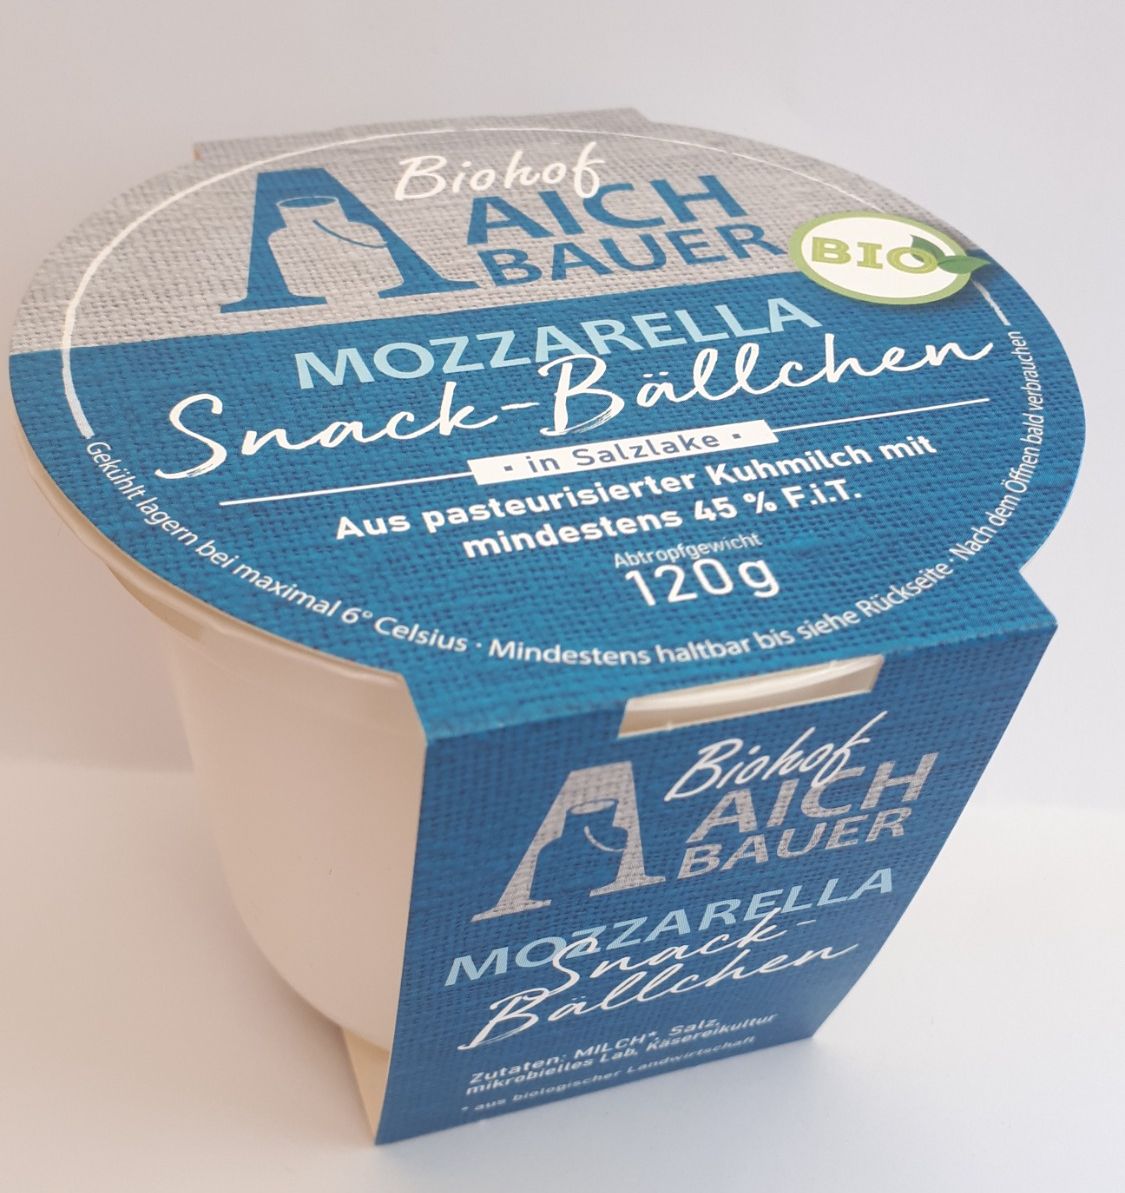 Biohof
AICH
BAUER
BIO
MOZZARELLA
Snack-Bällchen
· in Salzlake ·
Aus pasteurisierter Kuhmilch mit
mindestens 45 % F.i.T.
Abtropfgewicht
120 g
Gekühlt lagern bei maximal 6° Celsius · Mindestens haltbar bis siehe Rückseite · Nach dem Öffnen bald verbrauchen
Biohof
AICH
BAUER
MOZZARELLA
Snack-
Bällchen
Zutaten: MILCH*, Salz,
mikrobielles Lab, Käsereikultur
* aus biologischer Landwirtschaft